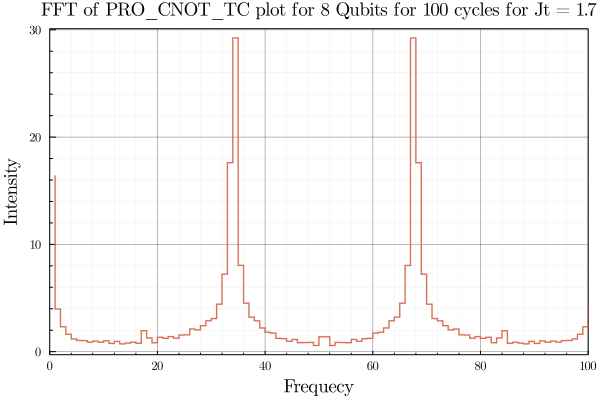 FFT of PRO_CNOT_TC plot for 8 Qubits for 100 cycles for Jt = 1.7
30
20
10
0
Intensity
0 20 40 60 80 100
Frequecy